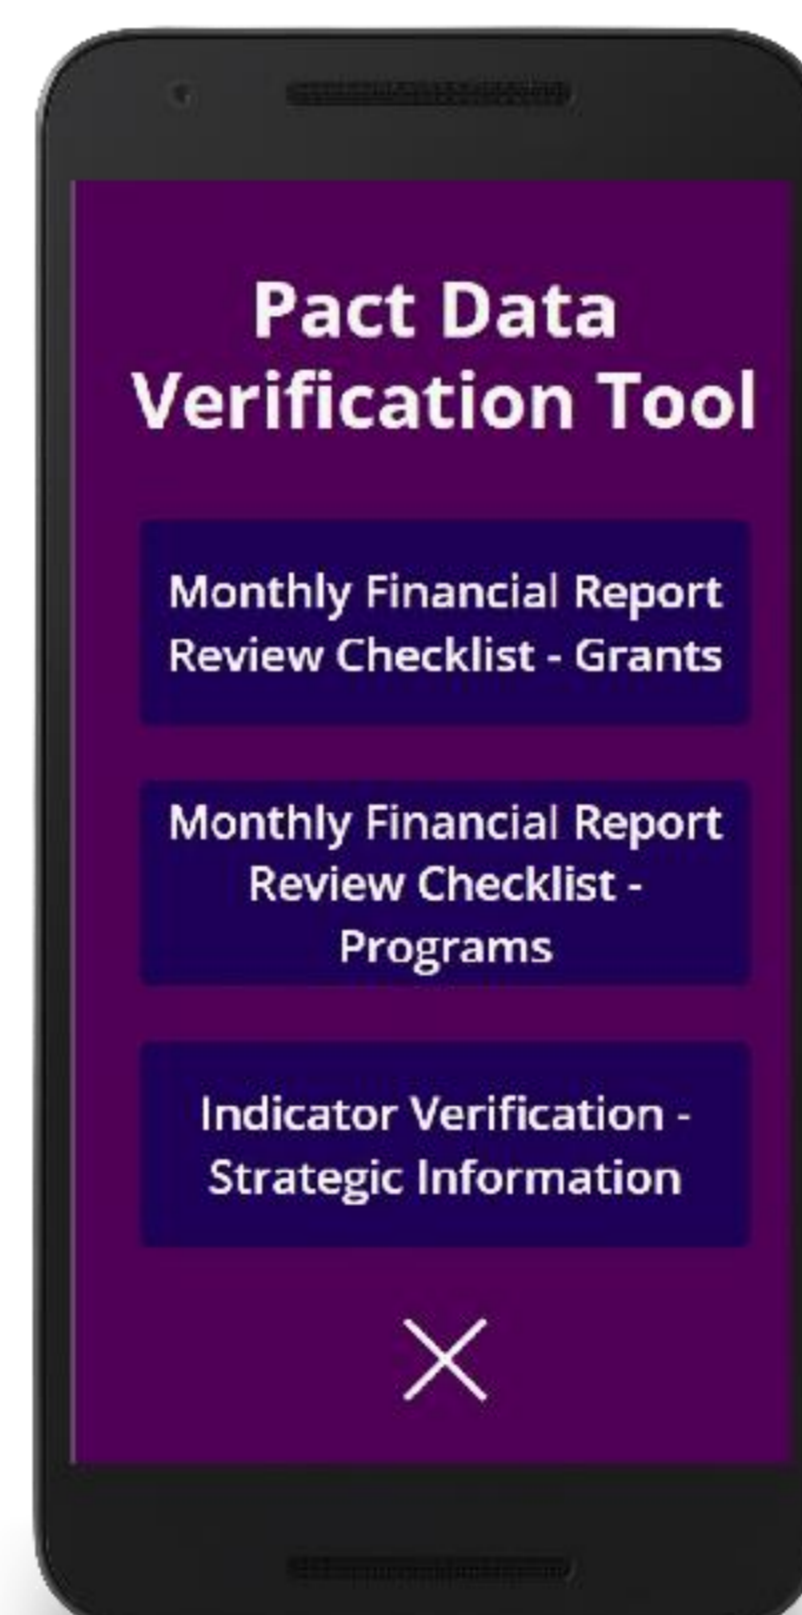 Pact Data
Verification Tool
Monthly Financial Report
Review Checklist - Grants
Monthly Financial Report
Review Checklist -
Programs
Indicator Verification -
Strategic Information